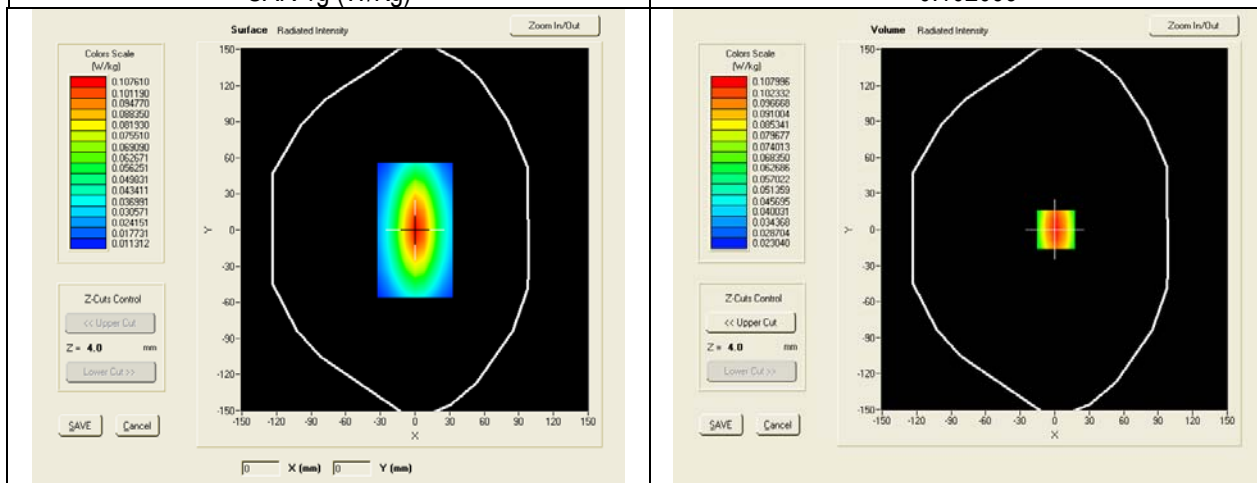 Surface Radiated Intensity
Zoom In/Out
Colors Scale
(W/kg)
0.107610
0.101190
0.094770
0.088350
0.081930
0.075510
0.069090
0.062671
0.056251
0.049831
0.043411
0.036991
0.030571
0.024151
0.017731
0.011312
Z-Cuts Control
<< Upper Cut
Z = 4.0 mm
Lower Cut >>
SAVE Cancel
150
120
90
60
30
0
-30
-60
-90
-120
-150
Y
-150 -120 -90 -60 -30 0 30 60 90 120 150
X
0 X (mm) 0 Y (mm)
Volume Radiated Intensity
Zoom In/Out
Colors Scale
(W/kg)
0.107996
0.102332
0.096668
0.091004
0.085341
0.079677
0.074013
0.068350
0.062686
0.057022
0.051359
0.045695
0.040031
0.034368
0.028704
0.023040
Z-Cuts Control
<< Upper Cut
Z = 4.0 mm
Lower Cut >>
SAVE Cancel
150
120
90
60
30
0
-30
-60
-90
-120
-150
Y
-150 -120 -90 -60 -30 0 30 60 90 120 150
X